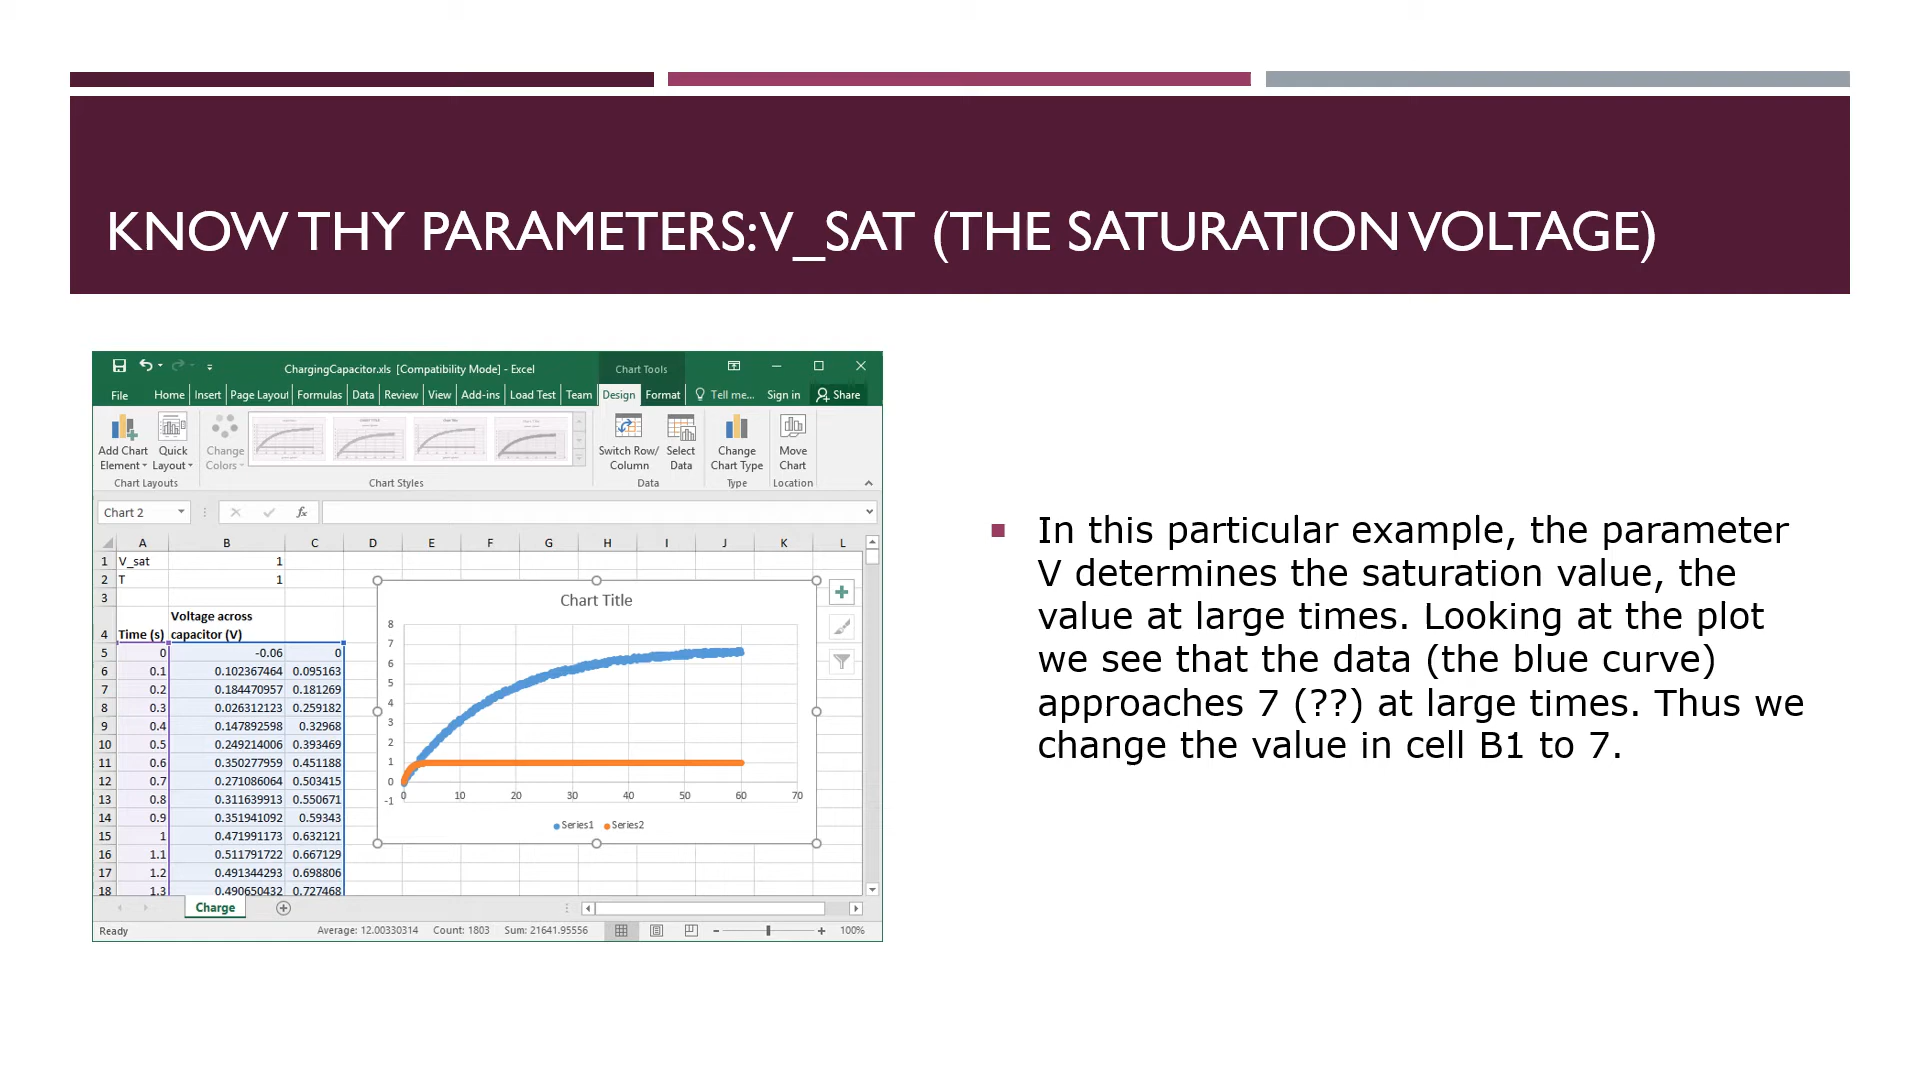 KNOW THY PARAMETERS:V_SAT (THE SATURATION VOLTAGE)
ChargingCapacitor.xls [Compatibility Mode] - Excel
Chart Tools
File Home Insert Page Layout Formulas Data Review View Add-ins Load Test Team Design Format Tell me... Sign in Share
Add Chart Element
Quick Layout
Change Colors
Switch Row/ Column
Select Data
Change Chart Type
Move Chart
Chart Layouts Chart Styles Data Type Location
Chart 2 fx
A B C D E F G H I J K L
1 V_sat 1
2 T 1
3
Voltage across
4 Time (s) capacitor (V)
5 0 -0.06 0
6 0.1 0.102367464 0.095163
7 0.2 0.184470957 0.181269
8 0.3 0.026312123 0.259182
9 0.4 0.147892598 0.32968
10 0.5 0.249214006 0.393469
11 0.6 0.350277959 0.451188
12 0.7 0.271086064 0.503415
13 0.8 0.311639913 0.550671
14 0.9 0.351941092 0.59343
15 1 0.471991173 0.632121
16 1.1 0.511791722 0.667129
17 1.2 0.491344293 0.698806
18 1.3 0.490650432 0.727468
Chart Title
8
7
6
5
4
3
2
1
0
-1
0 10 20 30 40 50 60 70
Series1 Series2
Charge
Ready Average: 12.00330314 Count: 1803 Sum: 21641.95556 100%
In this particular example, the parameter
V determines the saturation value, the
value at large times. Looking at the plot
we see that the data (the blue curve)
approaches 7 (??) at large times. Thus we
change the value in cell B1 to 7.